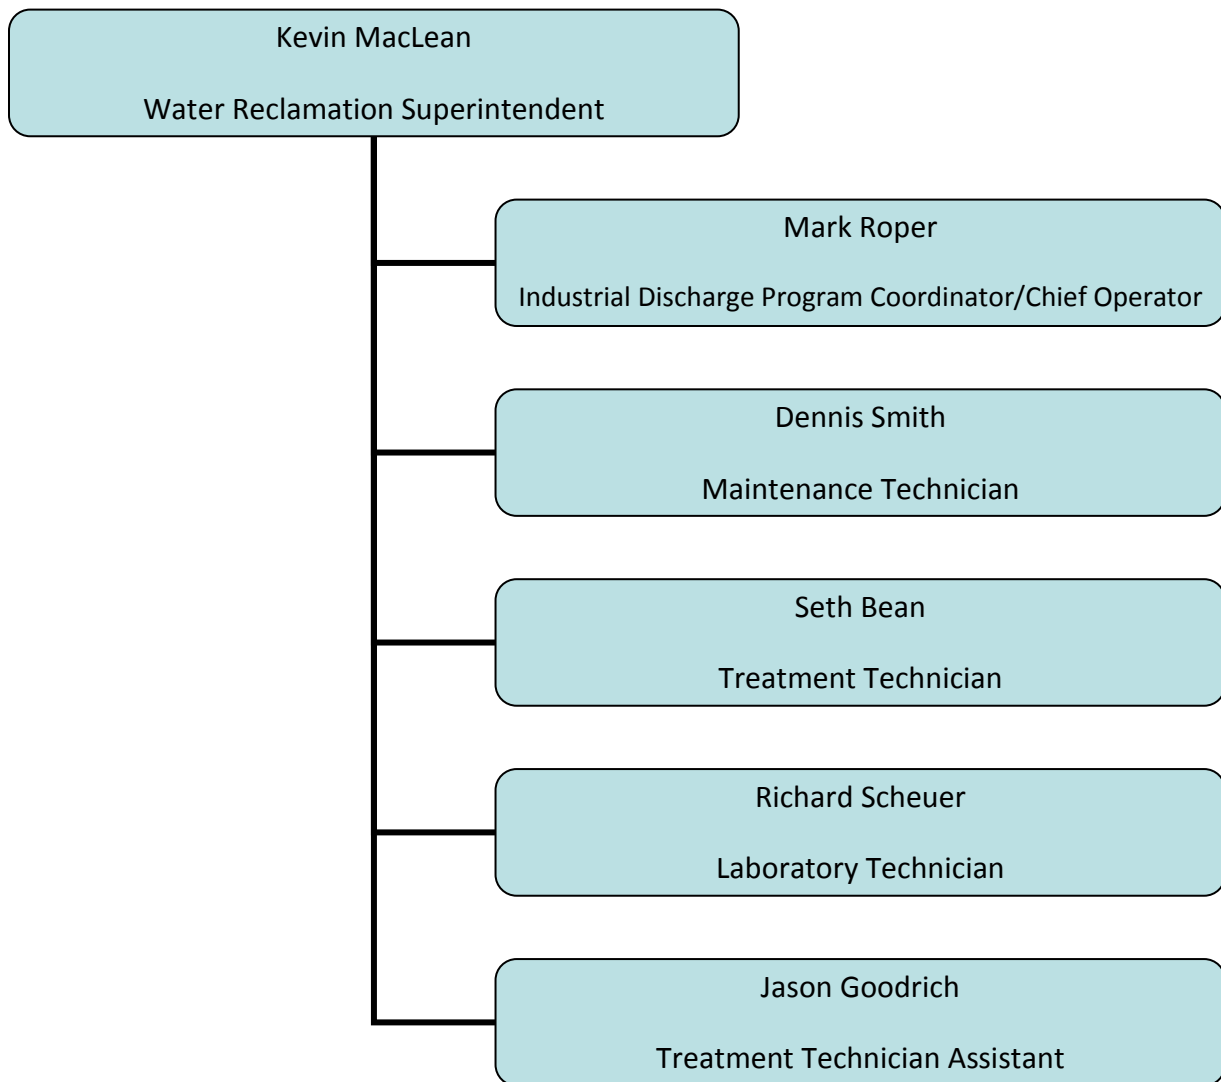 Kevin MacLean
Water Reclamation Superintendent
Mark Roper
Industrial Discharge Program Coordinator/Chief Operator
Dennis Smith
Maintenance Technician
Seth Bean
Treatment Technician
Richard Scheuer
Laboratory Technician
Jason Goodrich
Treatment Technician Assistant